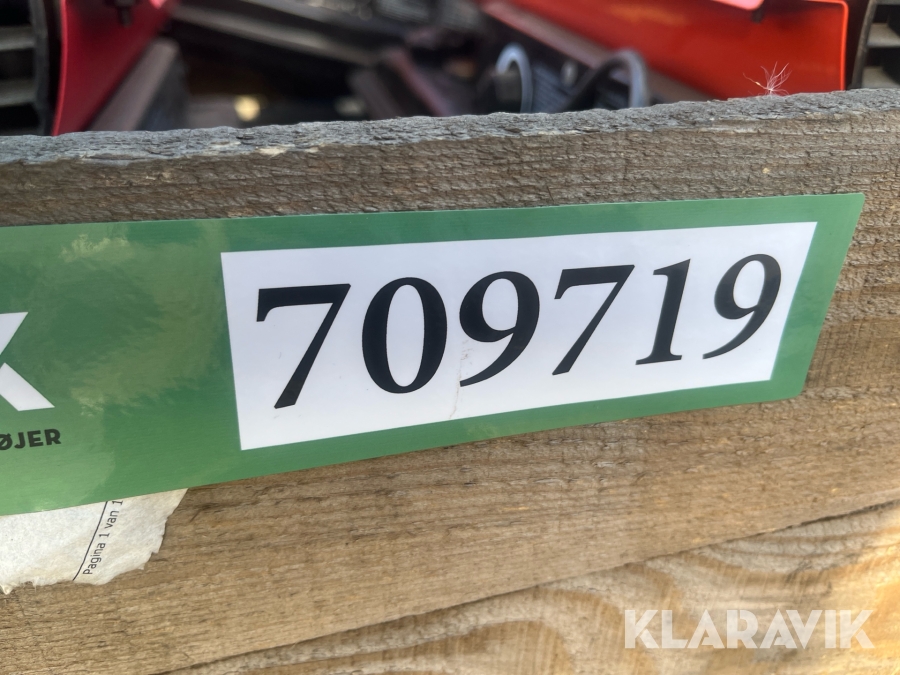 709719
ØJER
Pagina 1 van 1
KLARAVIK